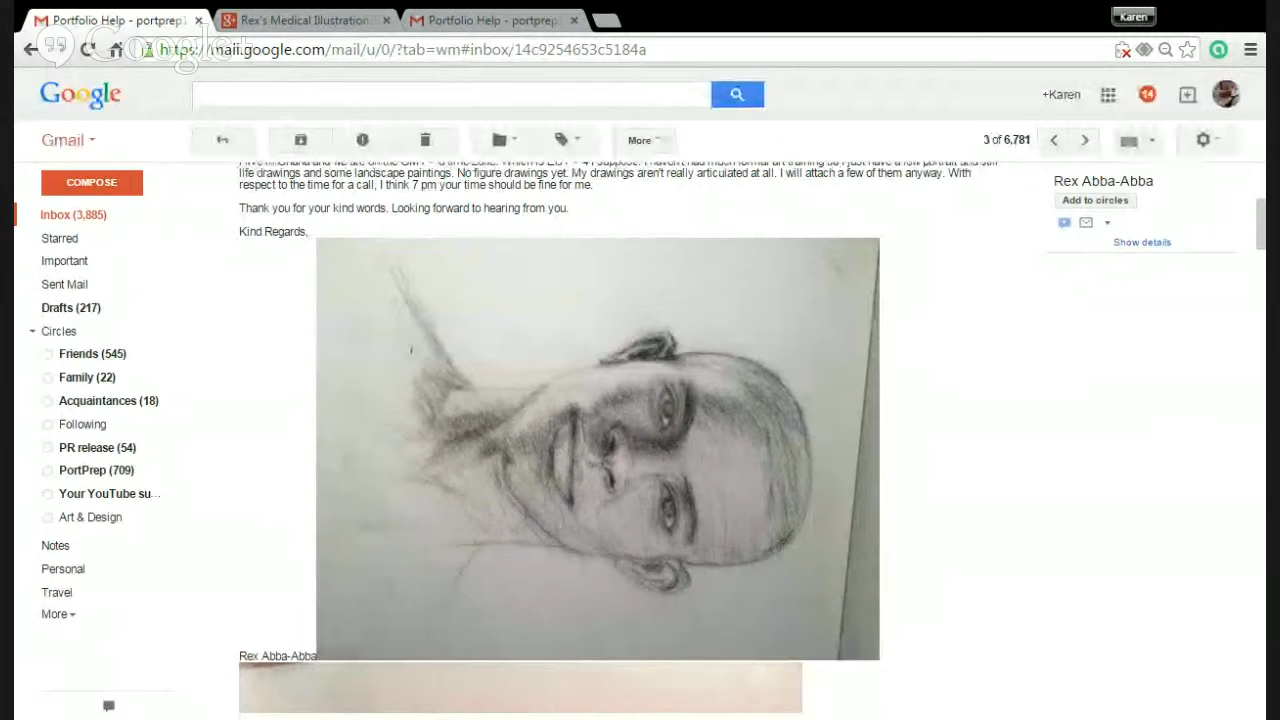 Karen
Portfolio Help - portprep1
Rex's Medical Illustration
Portfolio Help - portprep
Google+
https://mail.google.com/mail/u/0/?tab=wm#inbox/14c9254653c5184a
Google
+Karen
14
Gmail
More
3 of 6,781
COMPOSE
Inbox (3,885)
Starred
Important
Sent Mail
Drafts (217)
Circles
Friends (545)
Family (22)
Acquaintances (18)
Following
PR release (54)
PortPrep (709)
Your YouTube su...
Art & Design
Notes
Personal
Travel
More
life drawings and some landscape paintings. No figure drawings yet. My drawings aren't really articulated at all. I will attach a few of them anyway. With
respect to the time for a call, I think 7 pm your time should be fine for me.
Thank you for your kind words. Looking forward to hearing from you.
Kind Regards,
Rex Abba-Abba
Rex Abba-Abba
Add to circles
Show details